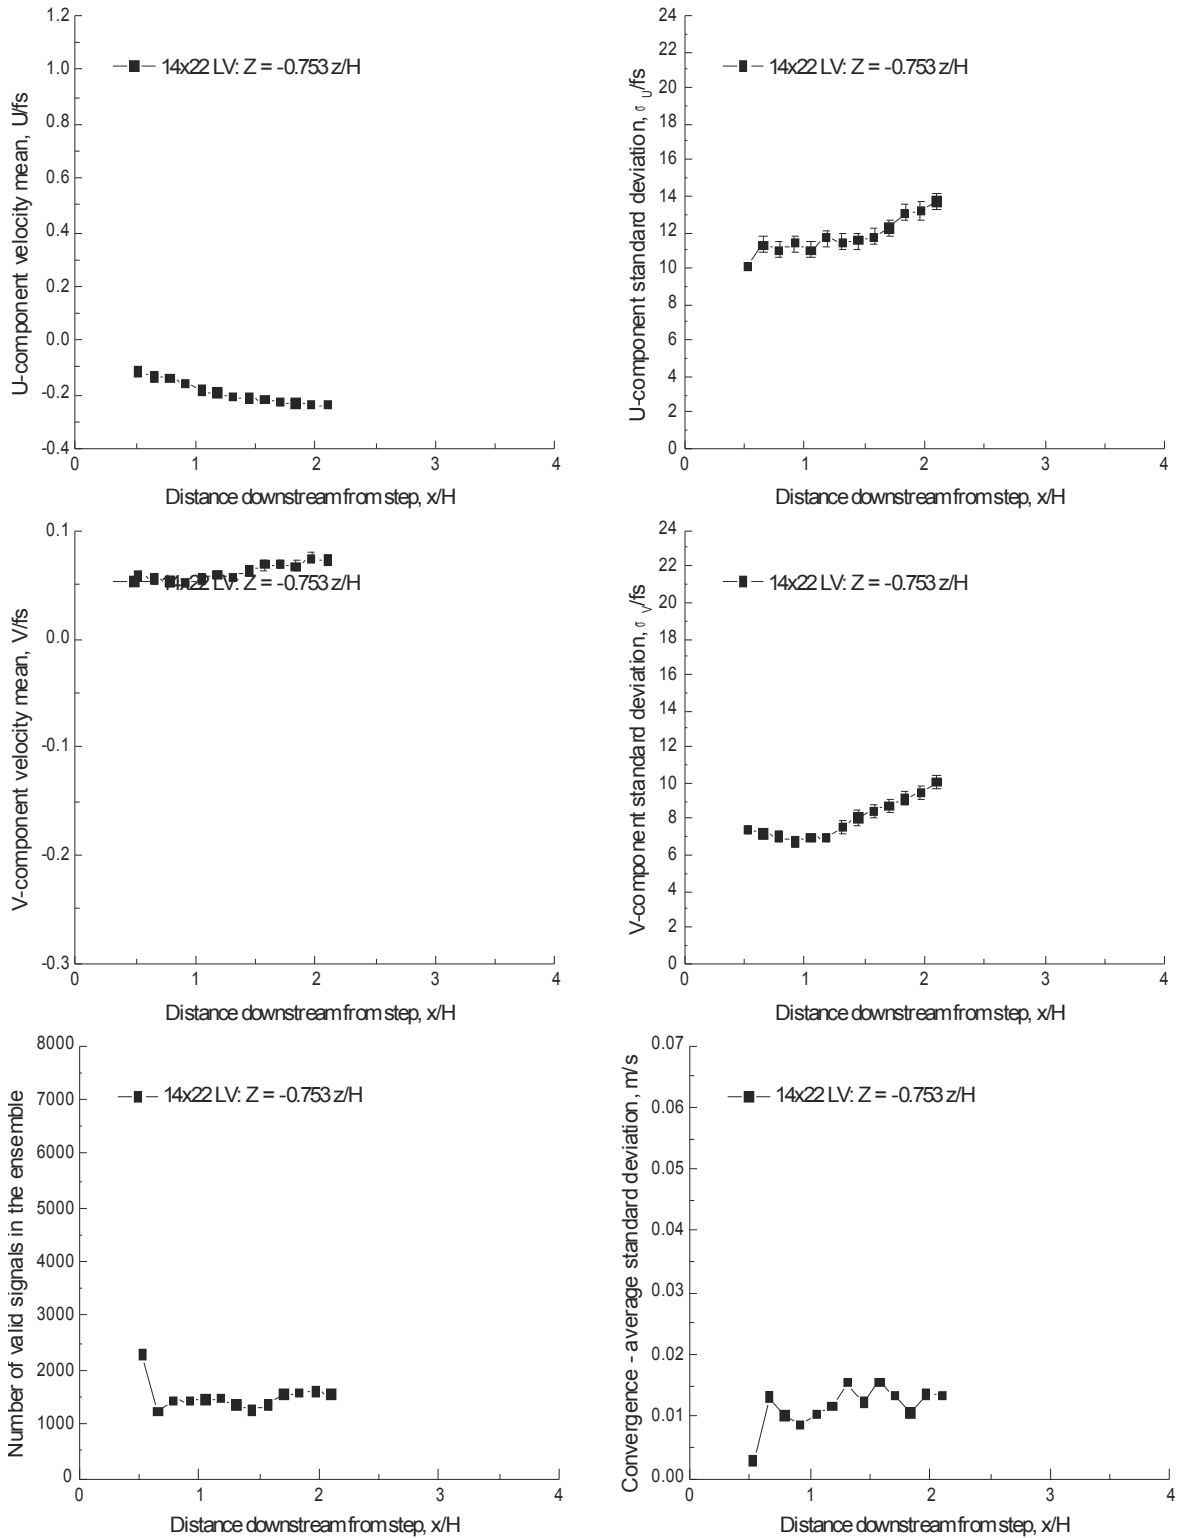 U-component velocity mean, U/fs
1.2
1.0
0.8
0.6
0.4
0.2
0.0
-0.2
-0.4
14x22 LV: Z = -0.753 z/H
0 1 2 3 4
Distance downstream from step, x/H
U-component standard deviation, σ U/fs
24
22
20
18
16
14
12
10
8
6
4
2
0
14x22 LV: Z = -0.753 z/H
0 1 2 3 4
Distance downstream from step, x/H
V-component velocity mean, V/fs
0.1
0.0
-0.1
-0.2
-0.3
14x22 LV: Z = -0.753 z/H
0 1 2 3 4
Distance downstream from step, x/H
V-component standard deviation, σ V/fs
24
22
20
18
16
14
12
10
8
6
4
2
0
14x22 LV: Z = -0.753 z/H
0 1 2 3 4
Distance downstream from step, x/H
Number of valid signals in the ensemble
8000
7000
6000
5000
4000
3000
2000
1000
0
14x22 LV: Z = -0.753 z/H
0 1 2 3 4
Distance downstream from step, x/H
Convergence - average standard deviation, m/s
0.07
0.06
0.05
0.04
0.03
0.02
0.01
0.00
14x22 LV: Z = -0.753 z/H
0 1 2 3 4
Distance downstream from step, x/H